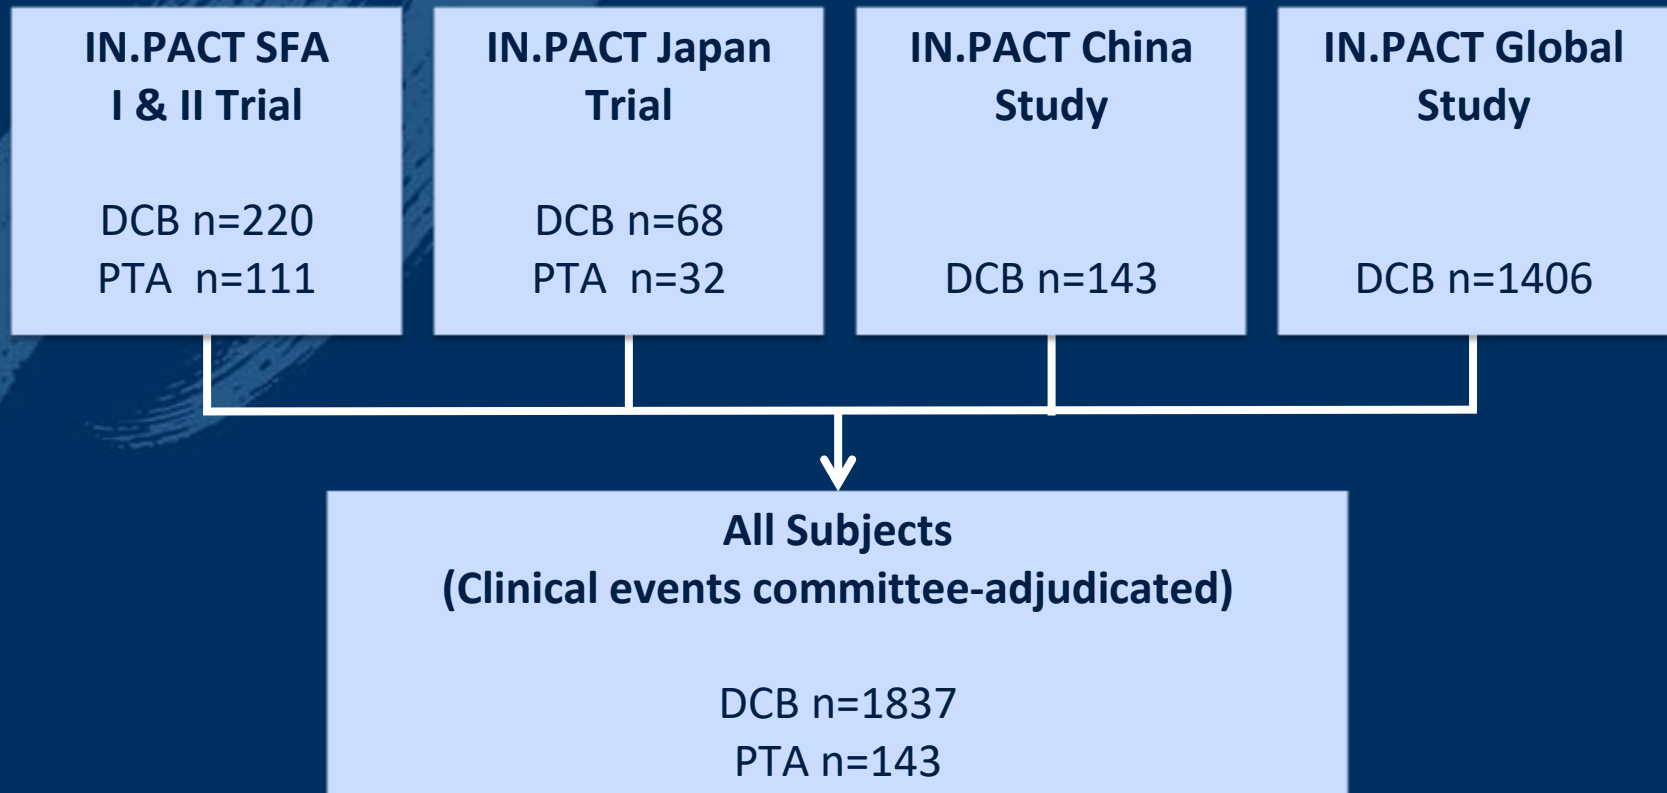 IN.PACT SFA
I & II Trial
DCB n=220
PTA n=111
IN.PACT Japan
Trial
DCB n=68
PTA n=32
IN.PACT China
Study
DCB n=143
IN.PACT Global
Study
DCB n=1406
All Subjects
(Clinical events committee-adjudicated)
DCB n=1837
PTA n=143